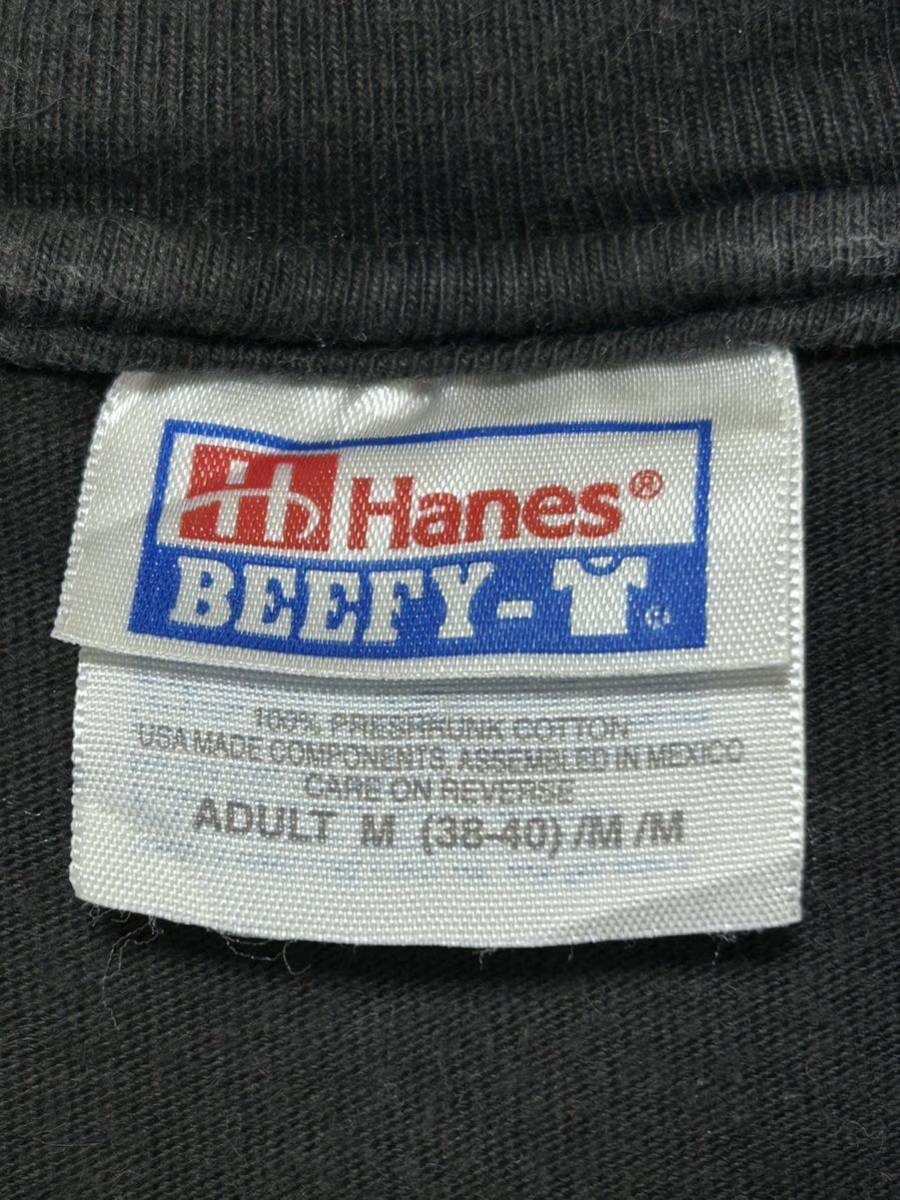 Hanes®
BEEFY-T
100% PRESHRUNK COTTON
USA MADE COMPONENTS. ASSEMBLED IN MEXICO
CARE ON REVERSE
ADULT M (38-40) /M /M